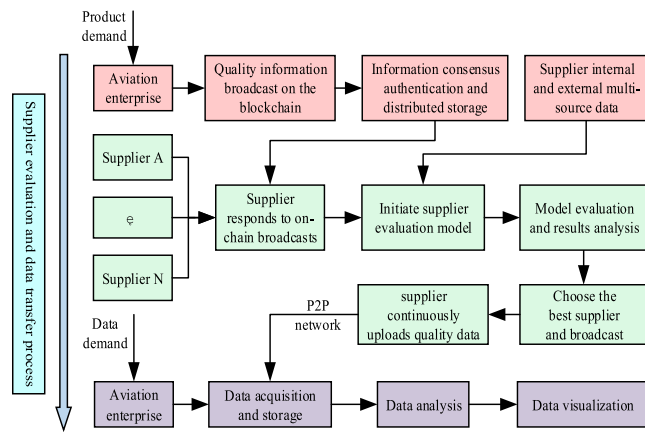 Product
demand
Aviation
enterprise
Quality information
broadcast on the
blockchain
Information consensus
authentication and
distributed storage
Supplier internal
and external multi-
source data
Supplier evaluation and data transfer process
Supplier A
ę
Supplier N
Supplier
responds to on-
chain broadcasts
Initiate supplier
evaluation model
Model evaluation
and results analysis
Choose the
best supplier
and broadcast
supplier
continuously
uploads quality data
P2P
network
Data
demand
Aviation
enterprise
Data acquisition
and storage
Data analysis
Data visualization